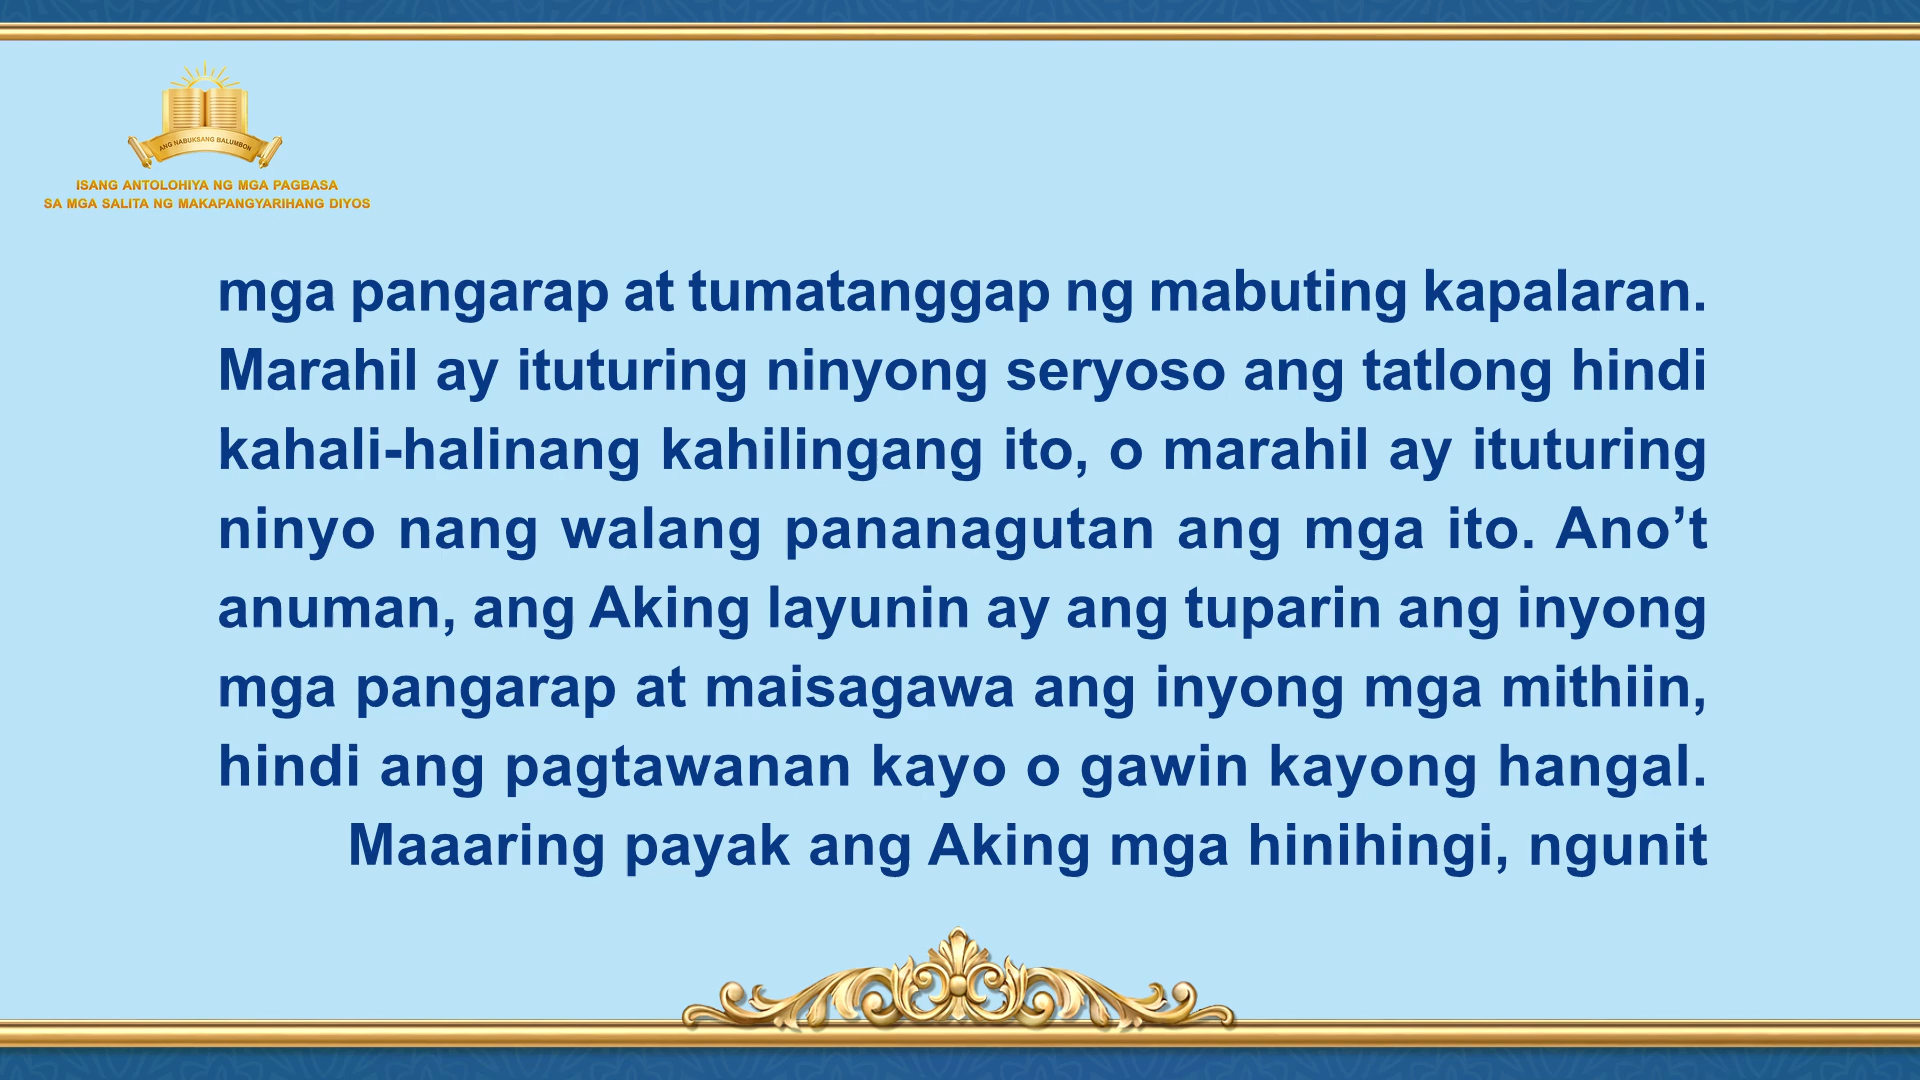 ANG NABUKSANG BALUMBON
ISANG ANTOLOHIYA NG MGA PAGBASA
SA MGA SALITA NG MAKAPANGYARIHANG DIYOS
mga pangarap at tumatanggap ng mabuting kapalaran.
Marahil ay ituturing ninyong seryoso ang tatlong hindi
kahali-halinang kahilingang ito, o marahil ay ituturing
ninyo nang walang pananagutan ang mga ito. Ano’t
anuman, ang Aking layunin ay ang tuparin ang inyong
mga pangarap at maisagawa ang inyong mga mithiin,
hindi ang pagtawanan kayo o gawin kayong hangal.
Maaaring payak ang Aking mga hinihingi, ngunit